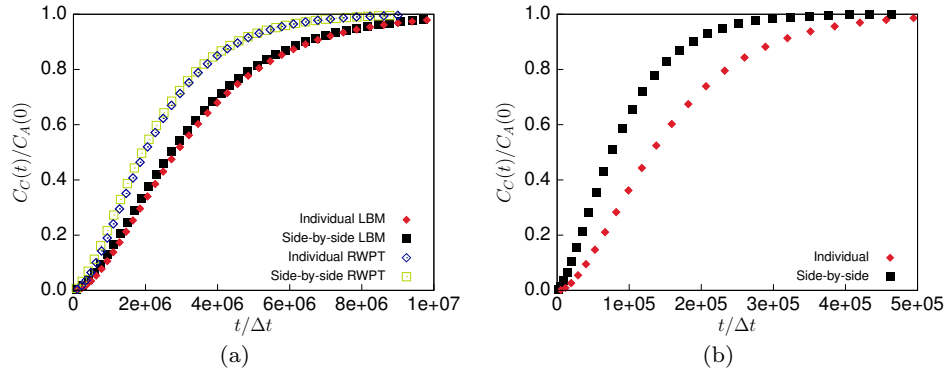 1.0
0.8
0.6
0.4
0.2
0.0
C_C(t)/C_A(0)
0
2e+06
4e+06
6e+06
8e+06
1e+07
t/Δt
Individual LBM
Side-by-side LBM
Individual RWPT
Side-by-side RWPT
(a)
1.0
0.8
0.6
0.4
0.2
0.0
C_C(t)/C_A(0)
0
1e+05
2e+05
3e+05
4e+05
5e+05
t/Δt
Individual
Side-by-side
(b)